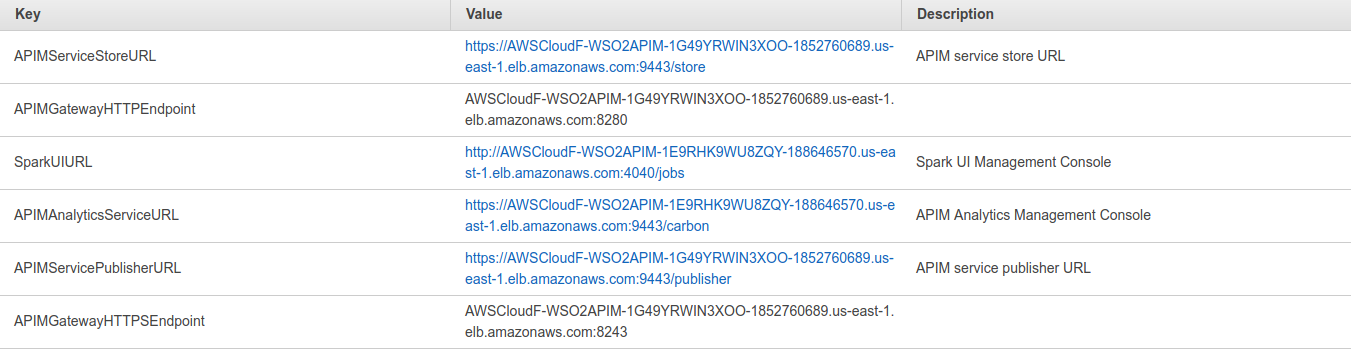 Key Value Description
https://AWSCloudF-WSO2APIM-1G49YRWIN3XOO-1852760689.us-
APIMServiceStoreURL APIM service store URL
east-1.elb.amazonaws.com:9443/store
AWSCloudF-WSO2APIM-1G49YRWIN3XOO-1852760689.us-east-1.
APIMGatewayHTTPEndpoint
elb.amazonaws.com:8280
http://AWSCloudF-WSO2APIM-1E9RHK9WU8ZQY-188646570.us-ea
SparkUIURL Spark UI Management Console
st-1.elb.amazonaws.com:4040/jobs
https://AWSCloudF-WSO2APIM-1E9RHK9WU8ZQY-188646570.us-e
APIMAnalyticsServiceURL APIM Analytics Management Console
ast-1.elb.amazonaws.com:9443/carbon
https://AWSCloudF-WSO2APIM-1G49YRWIN3XOO-1852760689.us-
APIMServicePublisherURL APIM service publisher URL
east-1.elb.amazonaws.com:9443/publisher
AWSCloudF-WSO2APIM-1G49YRWIN3XOO-1852760689.us-east-1.
APIMGatewayHTTPSEndpoint
elb.amazonaws.com:8243